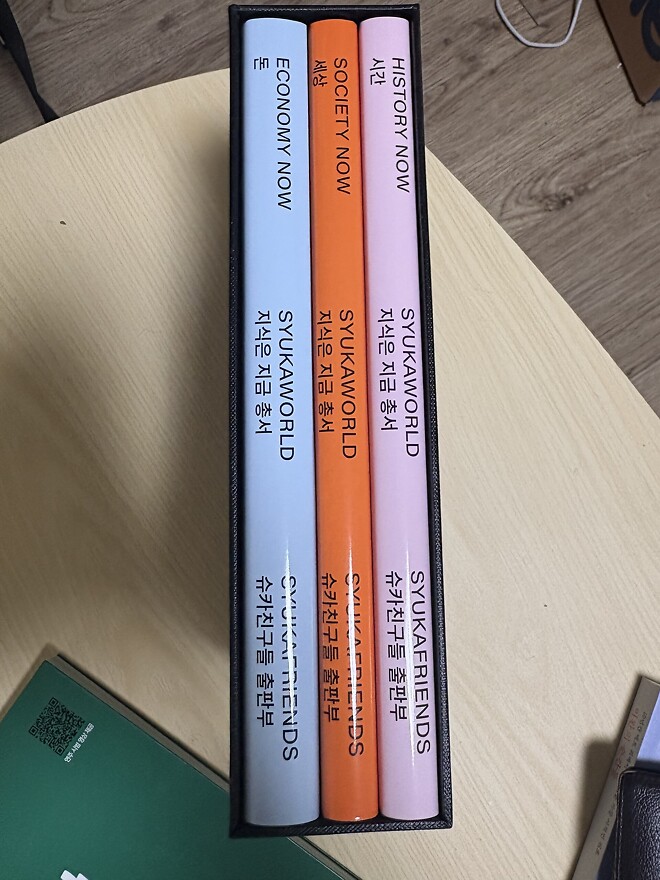 ECONOMY NOW
돈
SYUKAWORLD
지식은 지금 총서
SYUKAFRIENDS
슈카친구들 출판부
SOCIETY NOW
세상
SYUKAWORLD
지식은 지금 총서
SYUKAFRIENDS
슈카친구들 출판부
HISTORY NOW
시간
SYUKAWORLD
지식은 지금 총서
SYUKAFRIENDS
슈카친구들 출판부